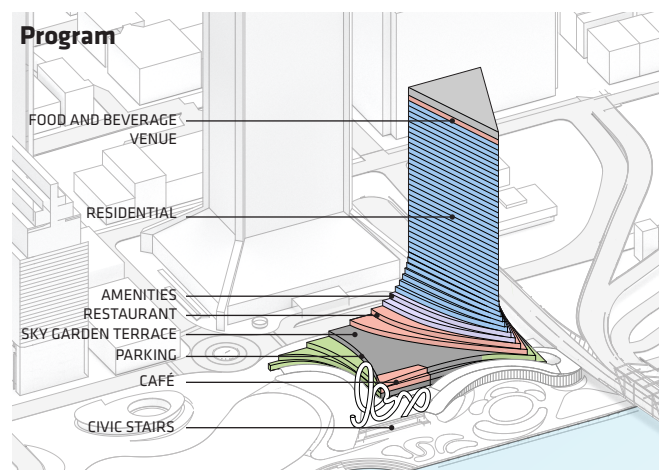 Program
FOOD AND BEVERAGE
VENUE
RESIDENTIAL
AMENITIES
RESTAURANT
SKY GARDEN TERRACE
PARKING
CAFÉ
CIVIC STAIRS